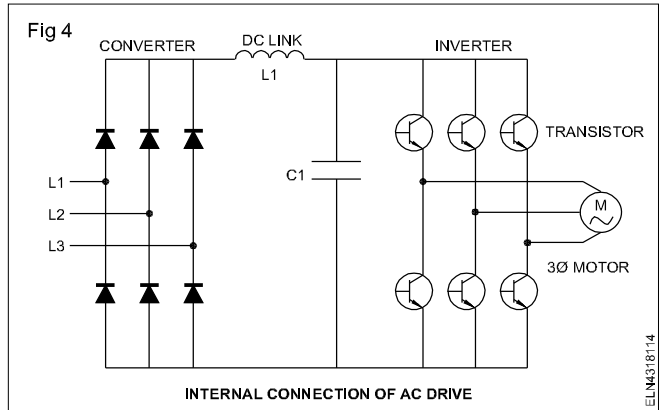 Fig 4
CONVERTER
DC LINK
L1
INVERTER
TRANSISTOR
L1
L2
L3
C1
M
3Ø MOTOR
INTERNAL CONNECTION OF AC DRIVE
ELN4318114